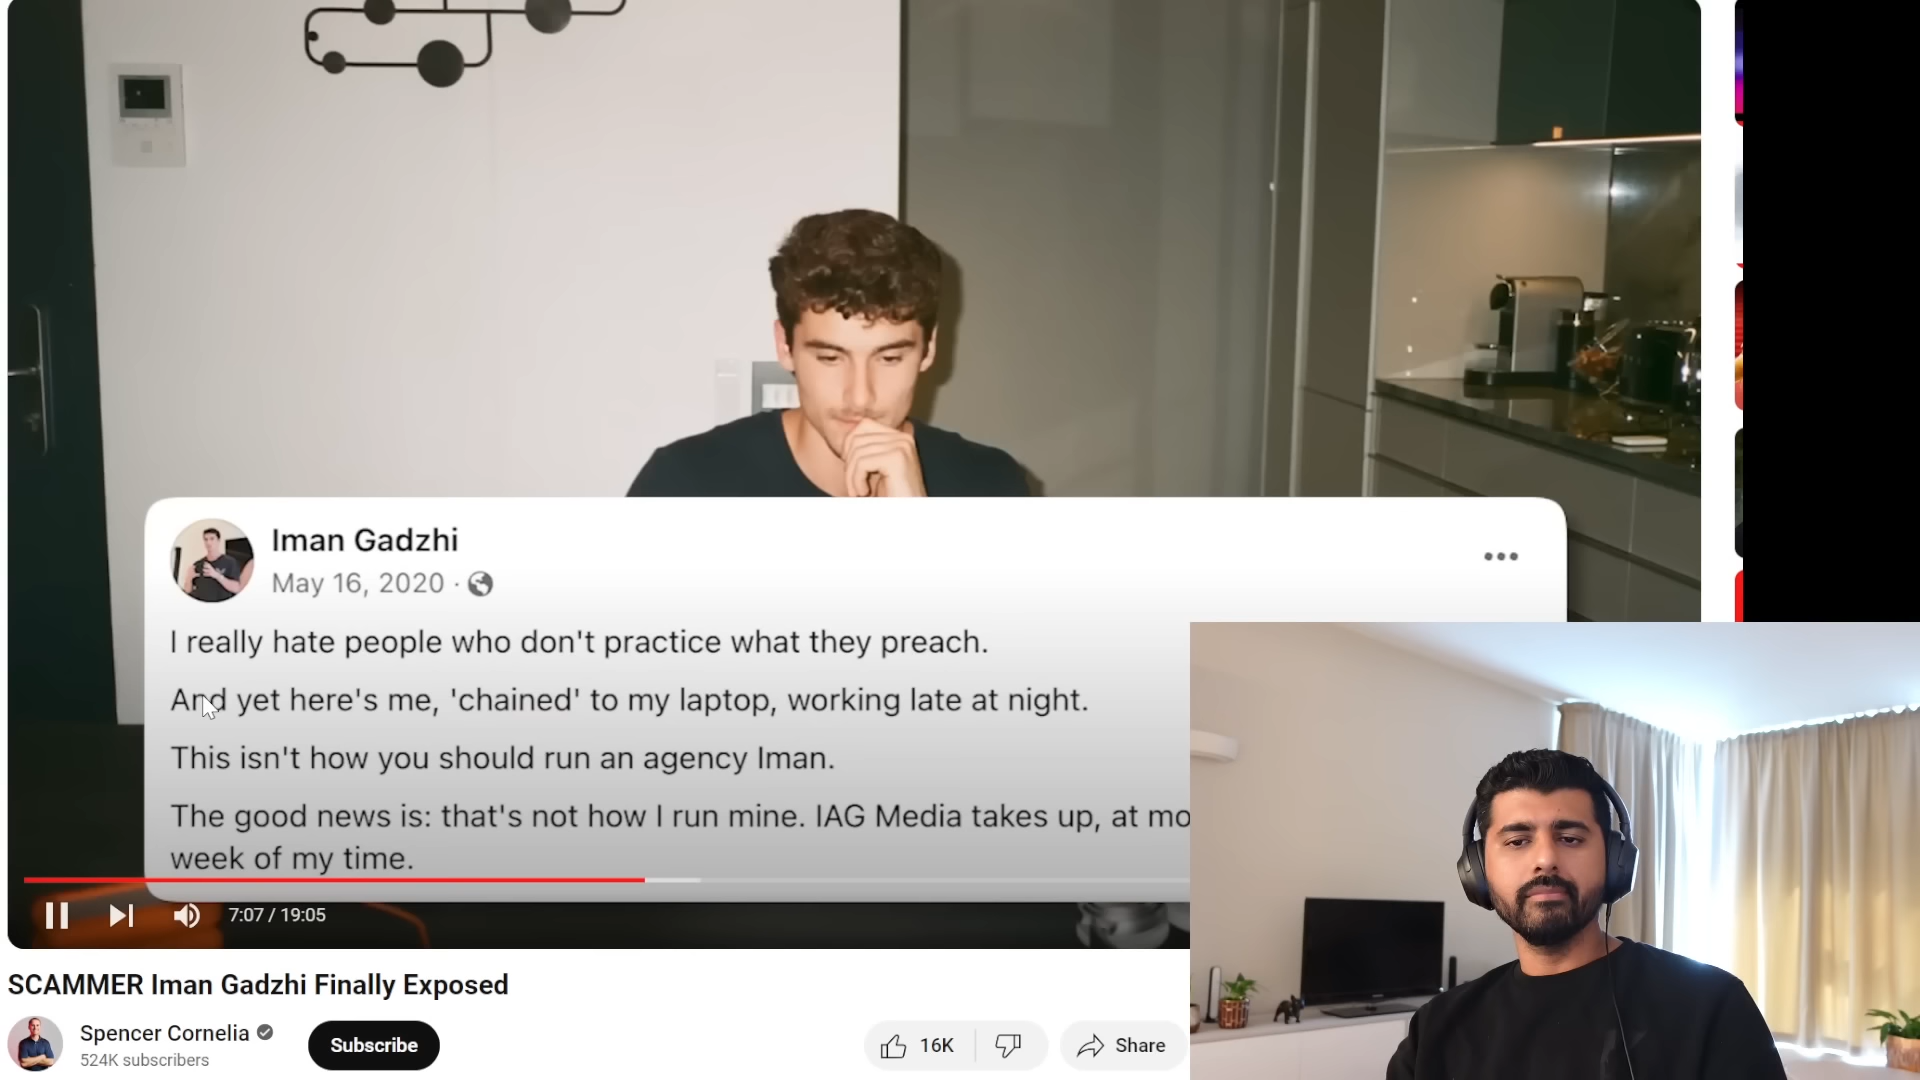 Iman Gadzhi
May 16, 2020 ·
I really hate people who don't practice what they preach.
And yet here's me, 'chained' to my laptop, working late at night.
This isn't how you should run an agency Iman.
The good news is: that's not how I run mine. IAG Media takes up, at mo
week of my time.
7:07 / 19:05
SCAMMER Iman Gadzhi Finally Exposed
Spencer Cornelia
524K subscribers
Subscribe
16K
Share